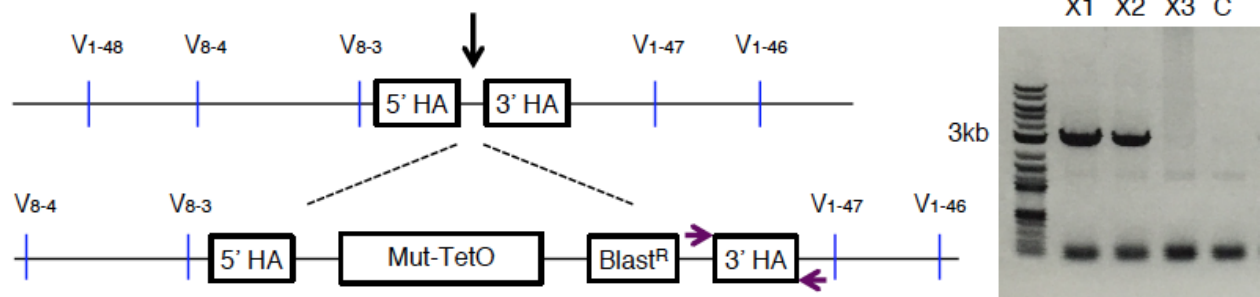 V1-48 V8-4 V8-3 V1-47 V1-46
5' HA 3' HA
V8-4 V8-3 V1-47 V1-46
5' HA Mut-TetO BlastR 3' HA
X1 X2 X3 C
3kb